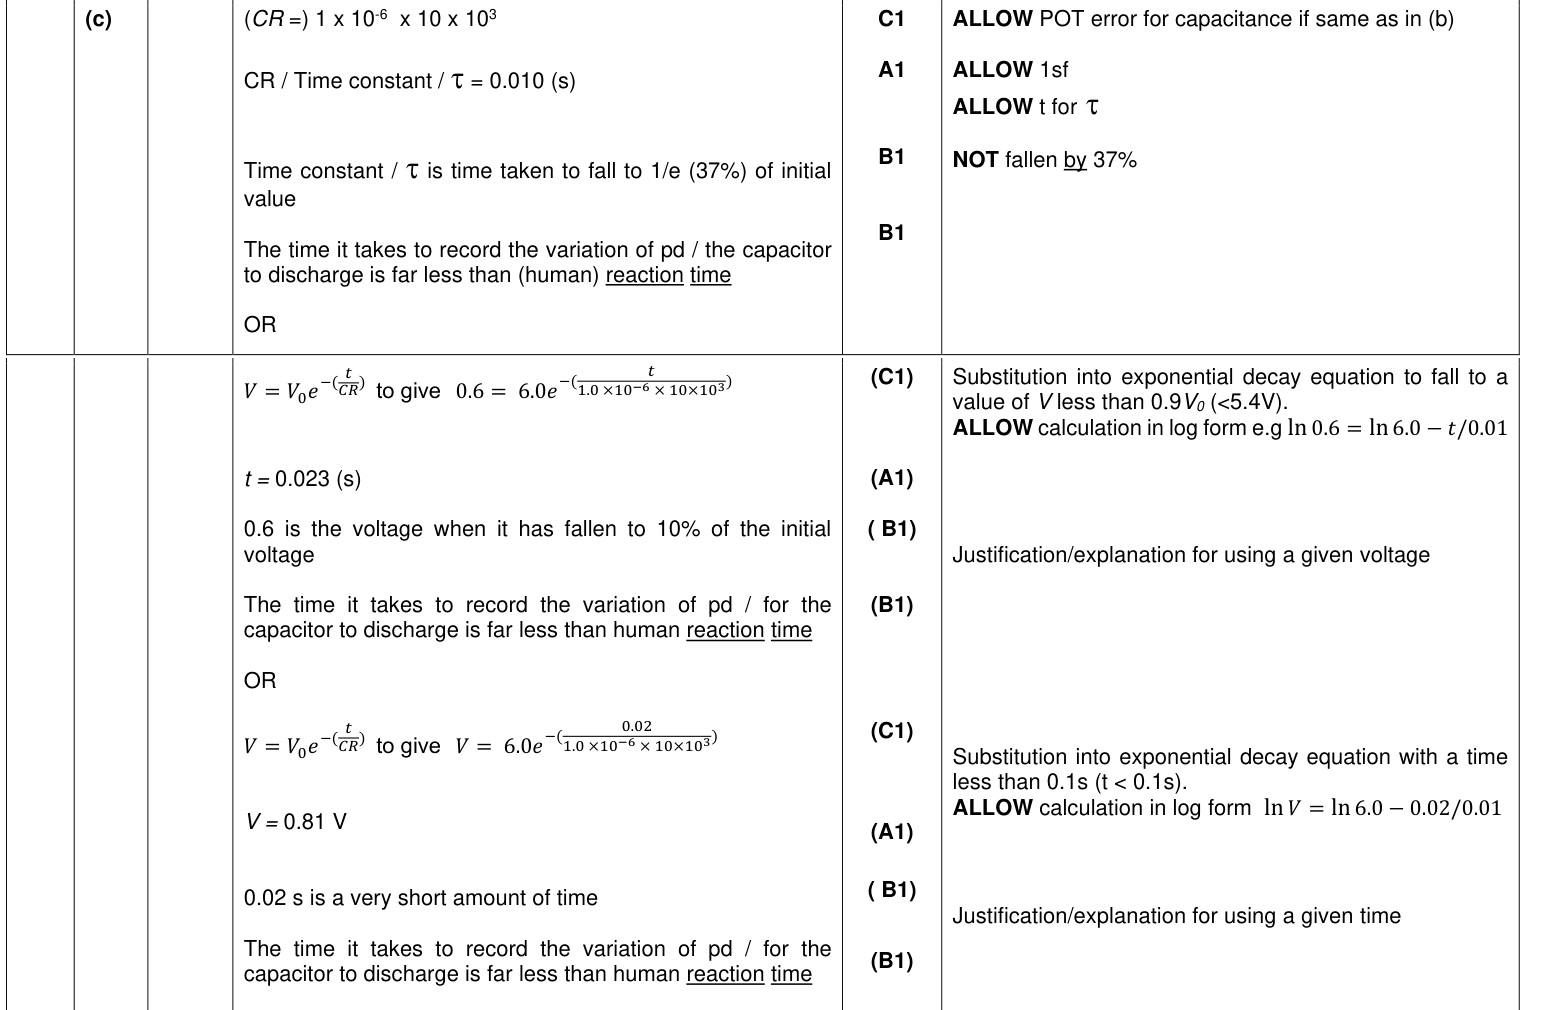 (c) (CR =) 1 x 10⁻⁶ x 10 x 10³ C1 ALLOW POT error for capacitance if same as in (b)
CR / Time constant / τ = 0.010 (s) A1 ALLOW 1sf
ALLOW t for τ
Time constant / τ is time taken to fall to 1/e (37%) of initial B1 NOT fallen by 37%
value
The time it takes to record the variation of pd / the capacitor B1
to discharge is far less than (human) reaction time
OR
V = V₀e^−(t/CR) to give 0.6 = 6.0e^−(t/1.0 ×10⁻⁶ × 10×10³) (C1) Substitution into exponential decay equation to fall to a
value of V less than 0.9V₀ (<5.4V).
ALLOW calculation in log form e.g ln 0.6 = ln 6.0 − t/0.01
t = 0.023 (s) (A1)
0.6 is the voltage when it has fallen to 10% of the initial ( B1)
voltage Justification/explanation for using a given voltage
The time it takes to record the variation of pd / for the (B1)
capacitor to discharge is far less than human reaction time
OR
V = V₀e^−(t/CR) to give V = 6.0e^−(0.02/1.0 ×10⁻⁶ × 10×10³) (C1)
Substitution into exponential decay equation with a time
less than 0.1s (t < 0.1s).
ALLOW calculation in log form ln V = ln 6.0 − 0.02/0.01
V = 0.81 V (A1)
0.02 s is a very short amount of time ( B1)
Justification/explanation for using a given time
The time it takes to record the variation of pd / for the (B1)
capacitor to discharge is far less than human reaction time